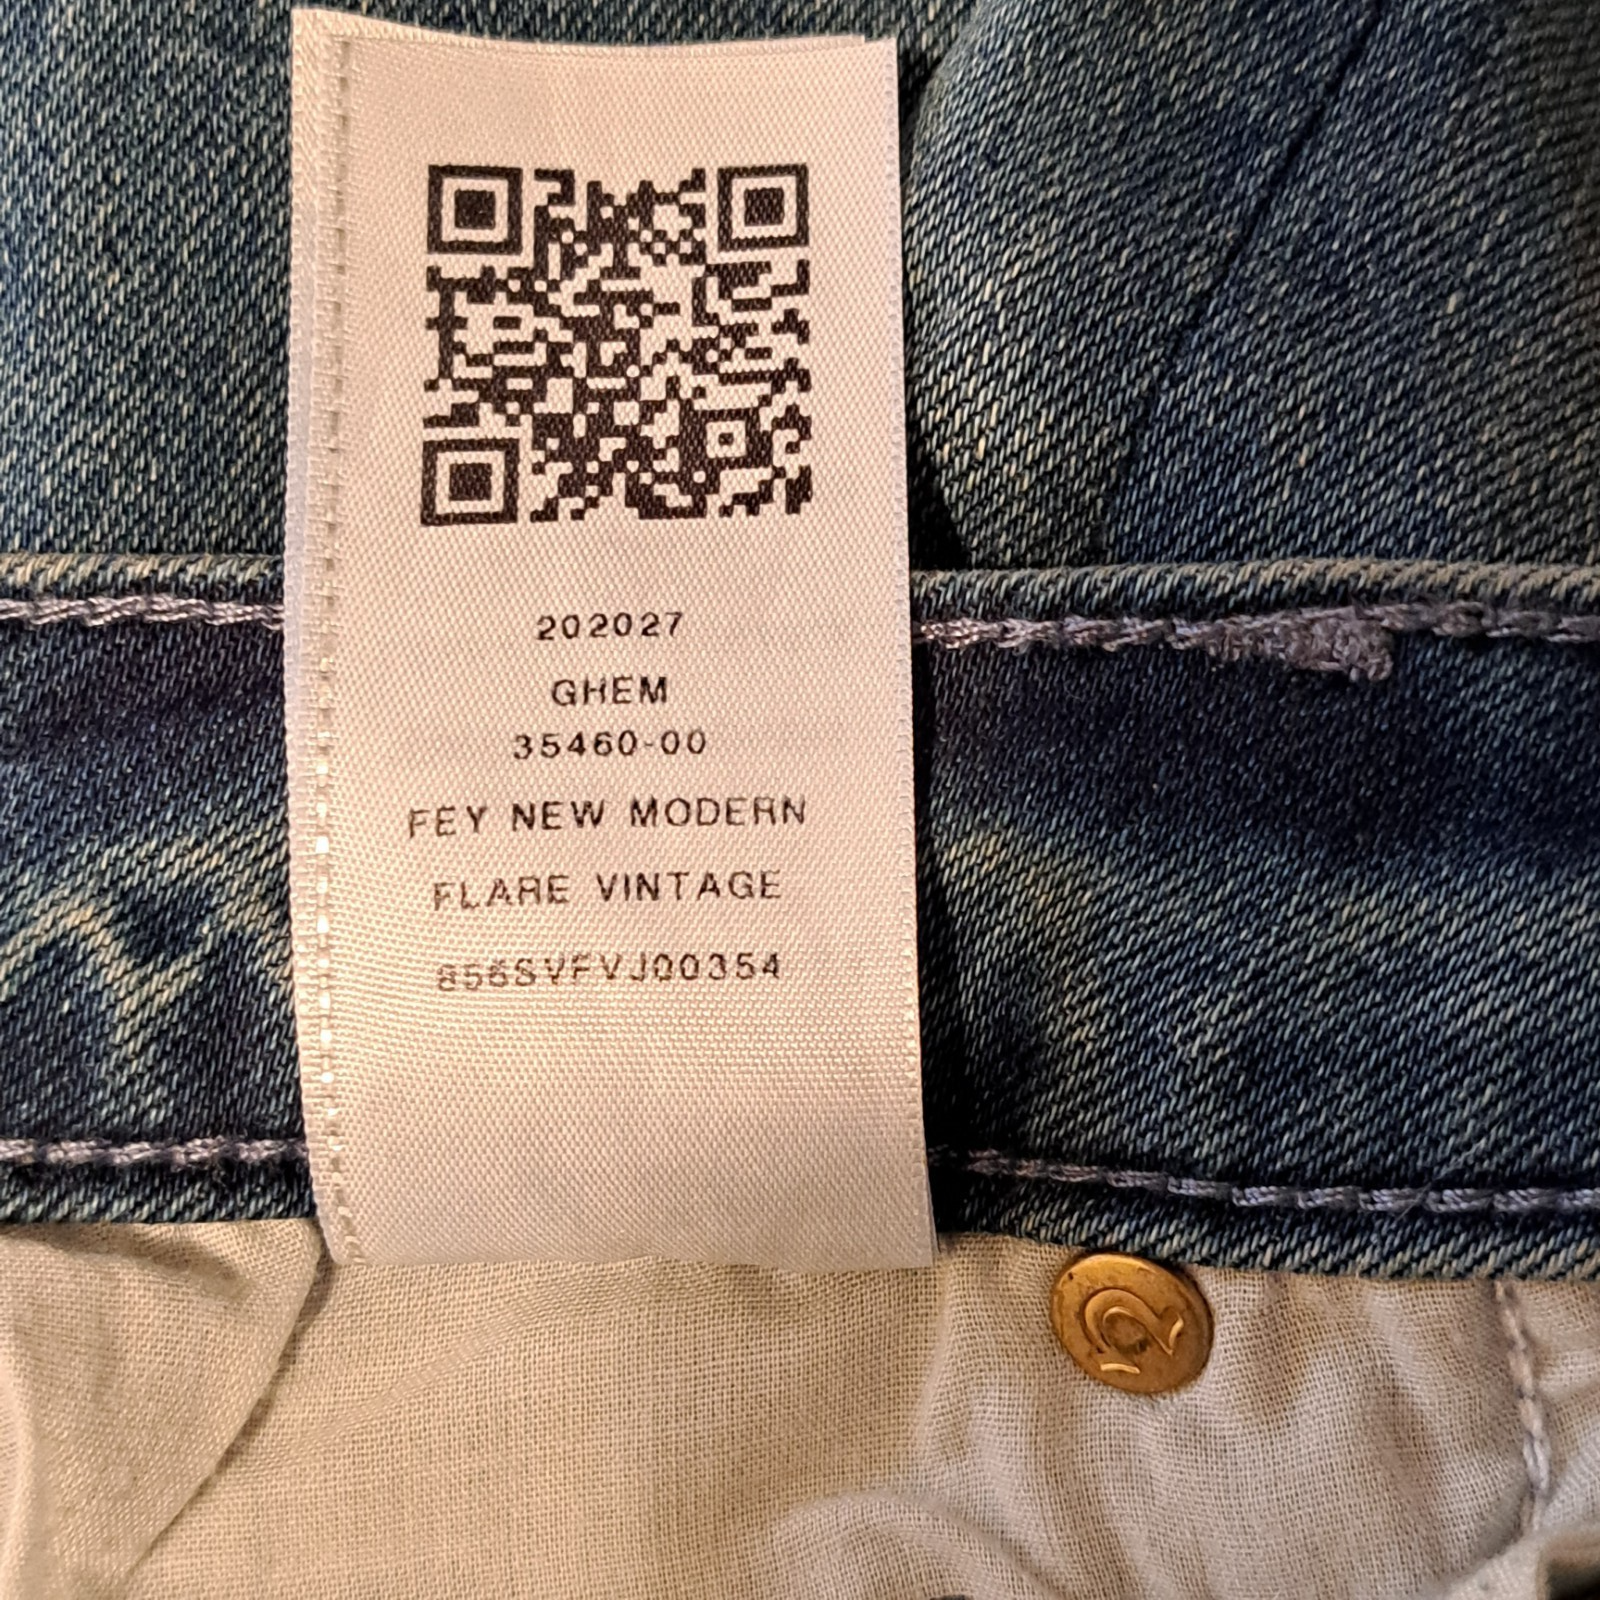 202027
GHEM
35460-00
FEY NEW MODERN
FLARE VINTAGE
856SVFVJ00354